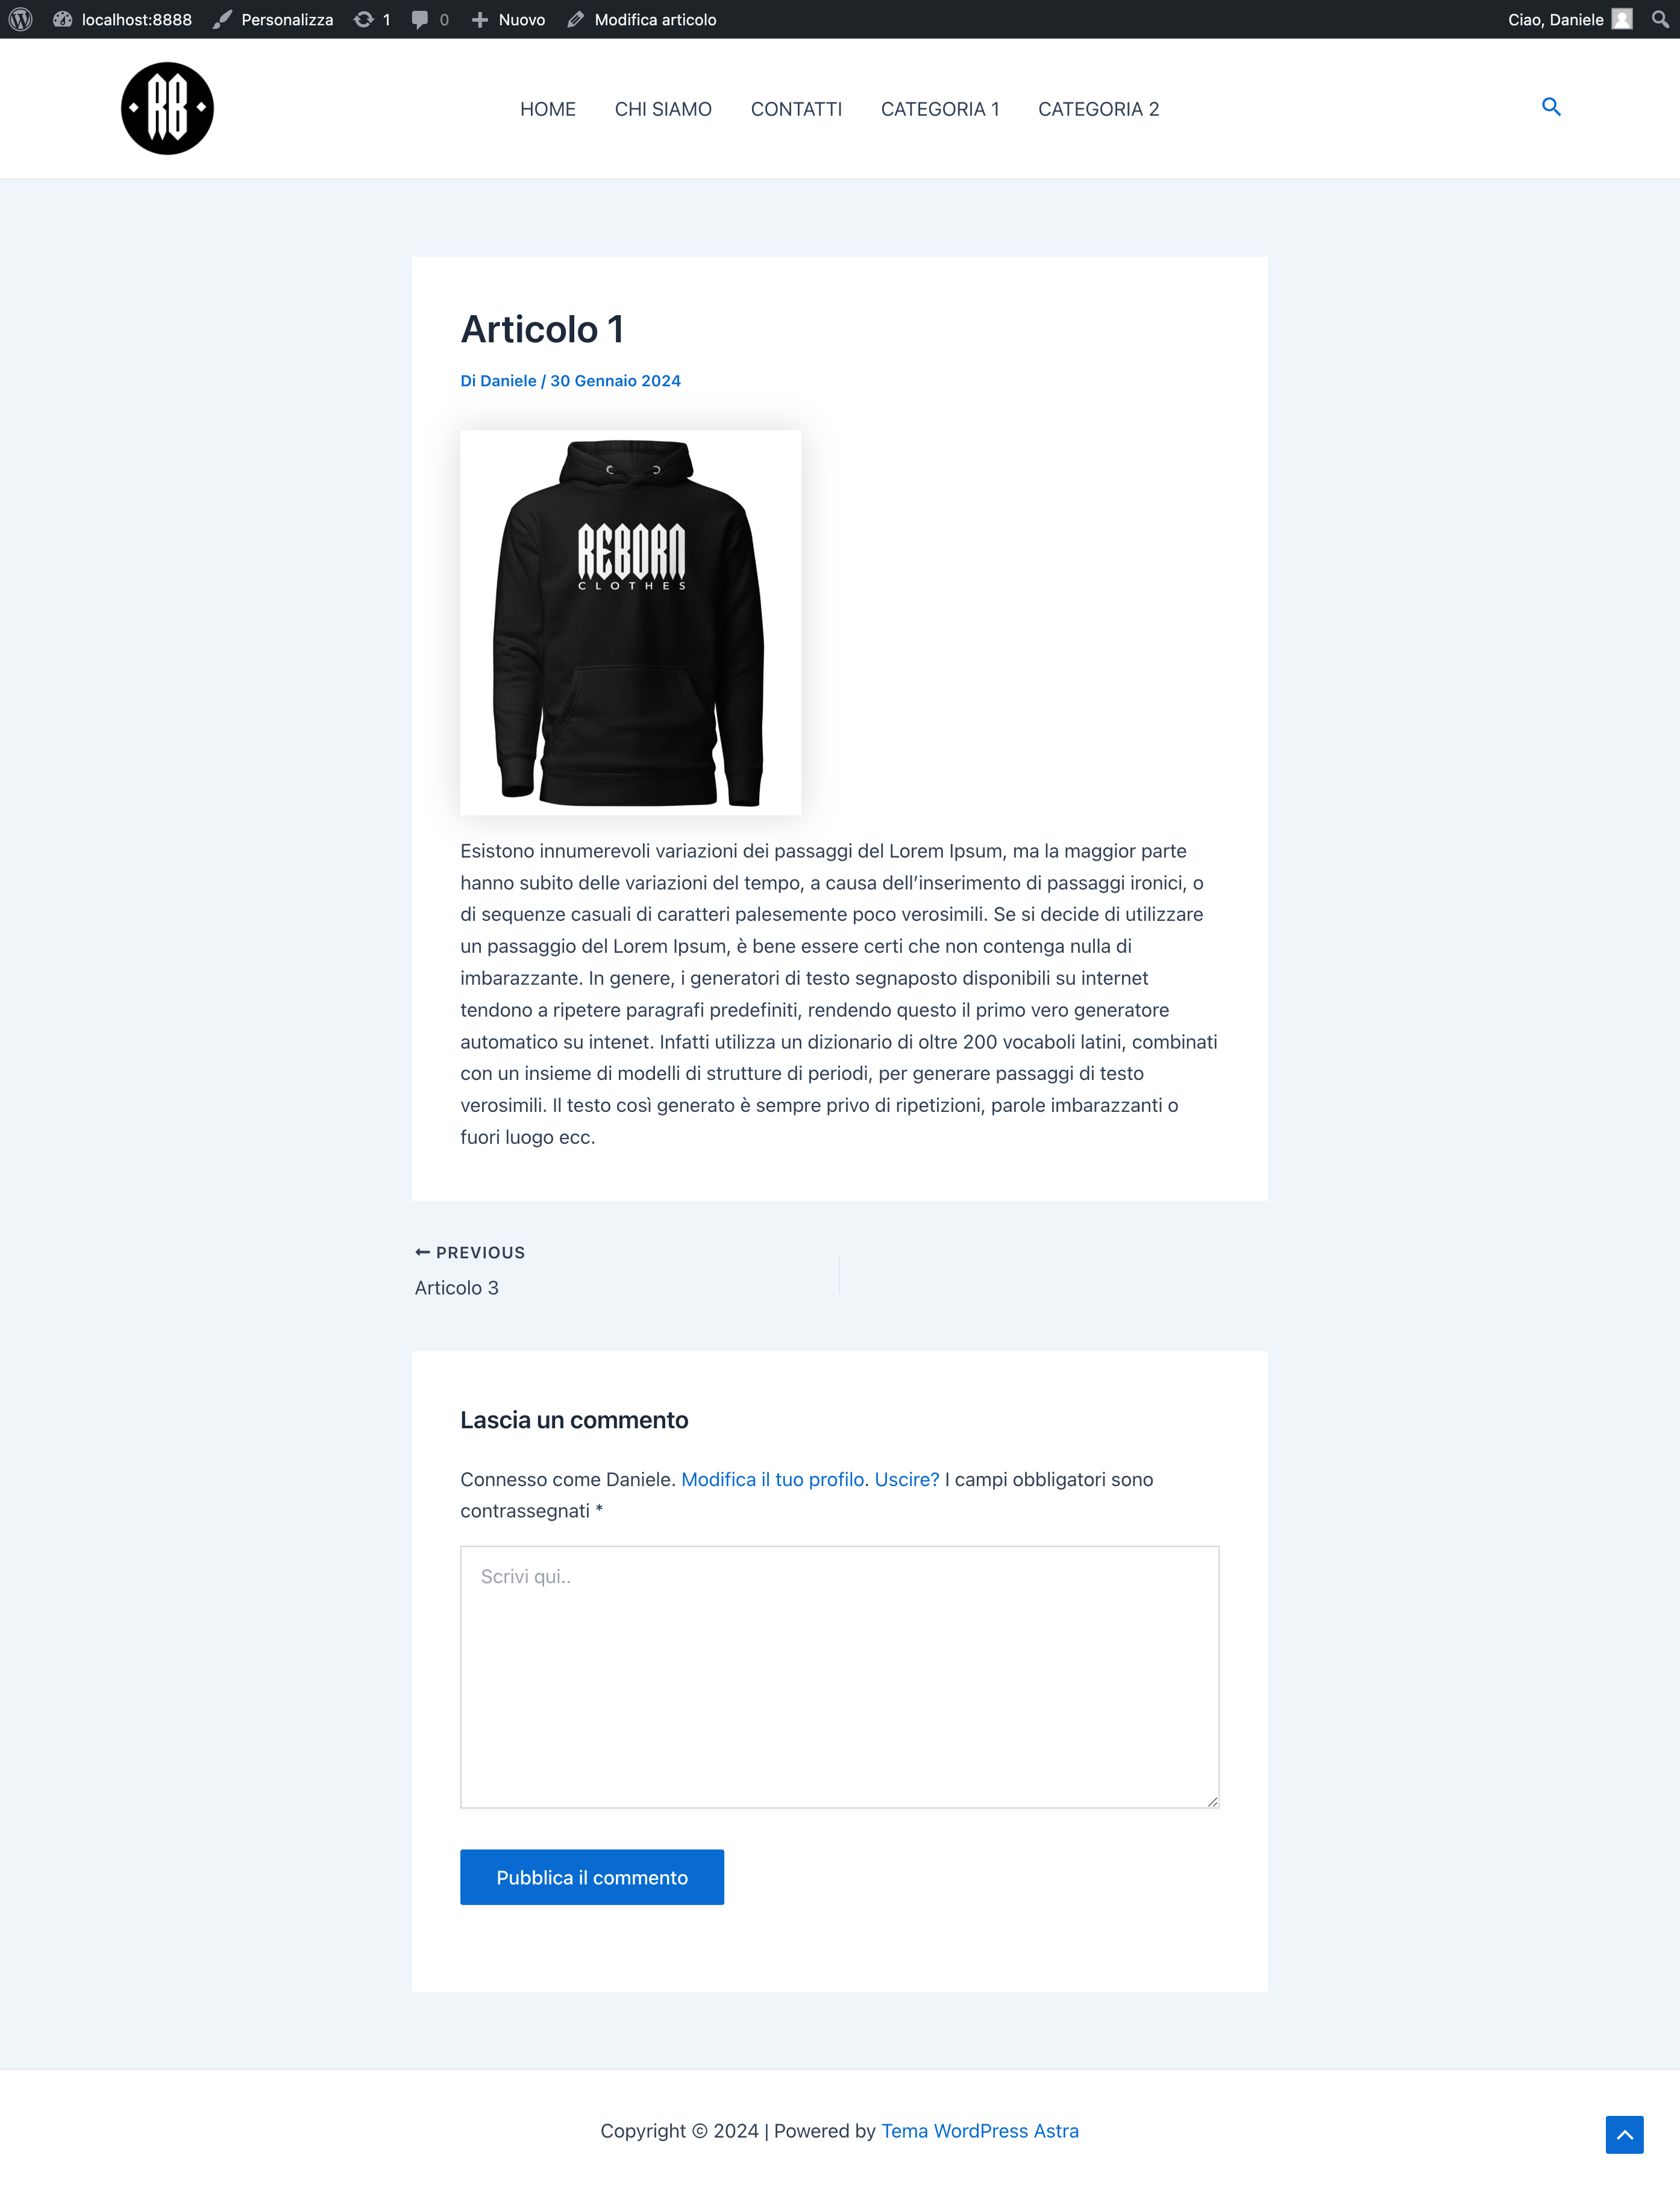 localhost:8888 Personalizza 1 0 Nuovo Modifica articolo Ciao, Daniele
RB
HOME CHI SIAMO CONTATTI CATEGORIA 1 CATEGORIA 2
Articolo 1
Di Daniele / 30 Gennaio 2024
REBORN
CLOTHES
Esistono innumerevoli variazioni dei passaggi del Lorem Ipsum, ma la maggior parte
hanno subito delle variazioni del tempo, a causa dell’inserimento di passaggi ironici, o
di sequenze casuali di caratteri palesemente poco verosimili. Se si decide di utilizzare
un passaggio del Lorem Ipsum, è bene essere certi che non contenga nulla di
imbarazzante. In genere, i generatori di testo segnaposto disponibili su internet
tendono a ripetere paragrafi predefiniti, rendendo questo il primo vero generatore
automatico su intenet. Infatti utilizza un dizionario di oltre 200 vocaboli latini, combinati
con un insieme di modelli di strutture di periodi, per generare passaggi di testo
verosimili. Il testo così generato è sempre privo di ripetizioni, parole imbarazzanti o
fuori luogo ecc.
← PREVIOUS
Articolo 3
Lascia un commento
Connesso come Daniele. Modifica il tuo profilo. Uscire? I campi obbligatori sono
contrassegnati *
Scrivi qui..
Pubblica il commento
Copyright © 2024 | Powered by Tema WordPress Astra